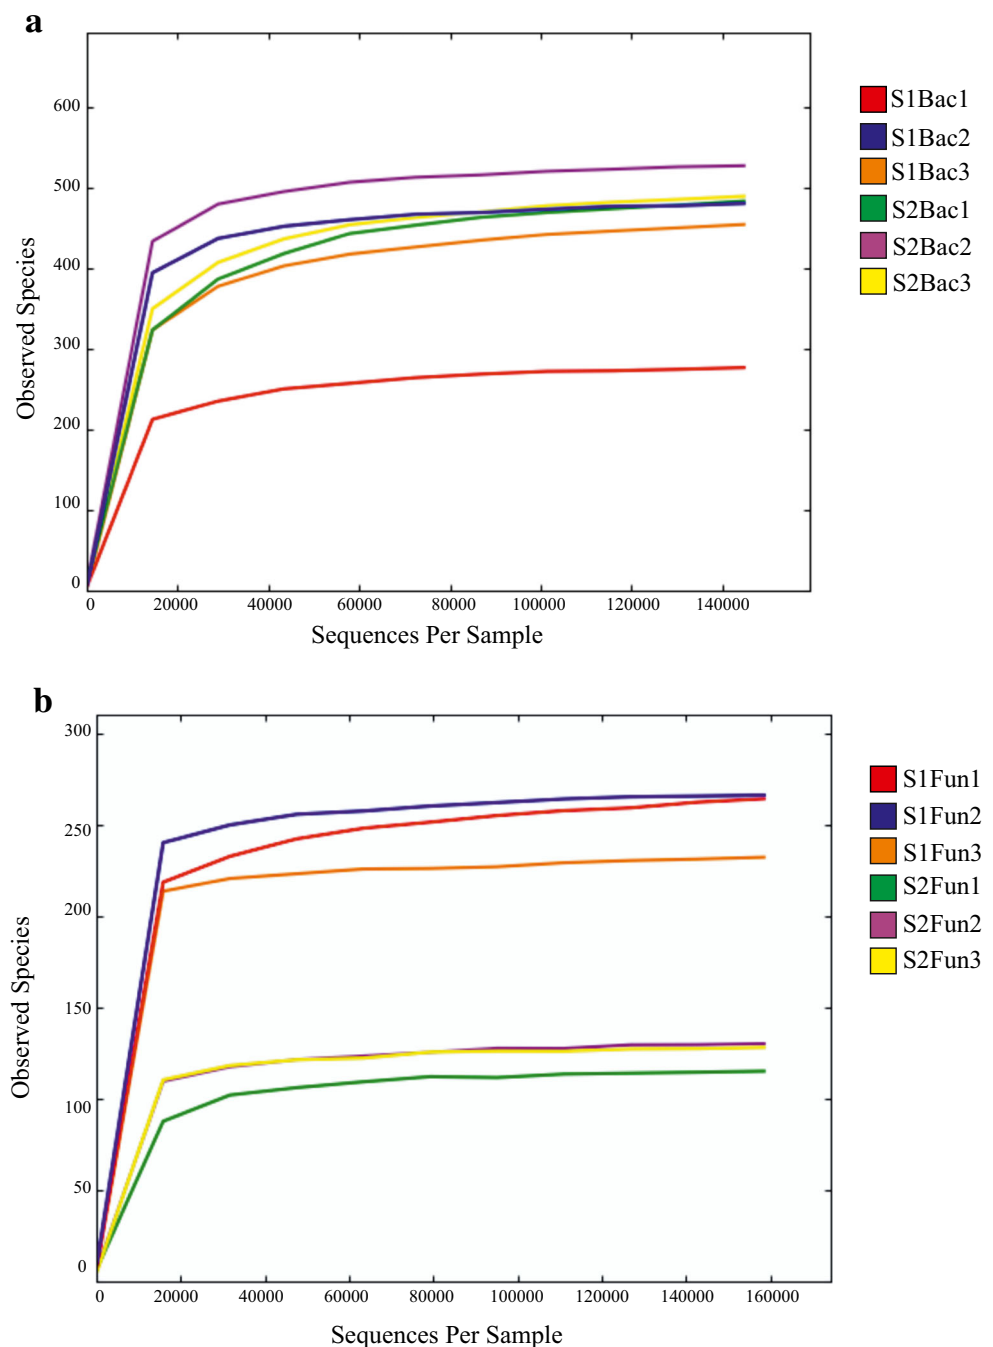 a
600
500
400
300
200
100
0
Observed Species
0 20000 40000 60000 80000 100000 120000 140000
Sequences Per Sample
S1Bac1
S1Bac2
S1Bac3
S2Bac1
S2Bac2
S2Bac3
b
300
250
200
150
100
50
0
Observed Species
0 20000 40000 60000 80000 100000 120000 140000 160000
Sequences Per Sample
S1Fun1
S1Fun2
S1Fun3
S2Fun1
S2Fun2
S2Fun3